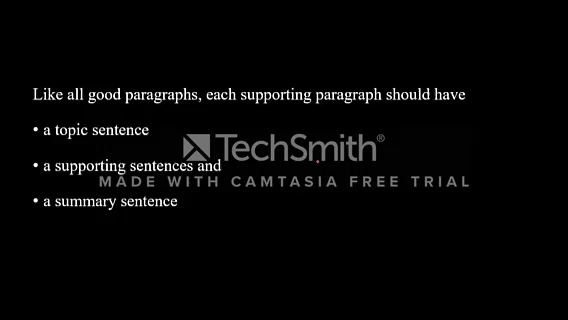 Like all good paragraphs, each supporting paragraph should have
• a topic sentence
TechSmith®
• a supporting sentences and
MADE WITH CAMTASIA FREE TRIAL
• a summary sentence